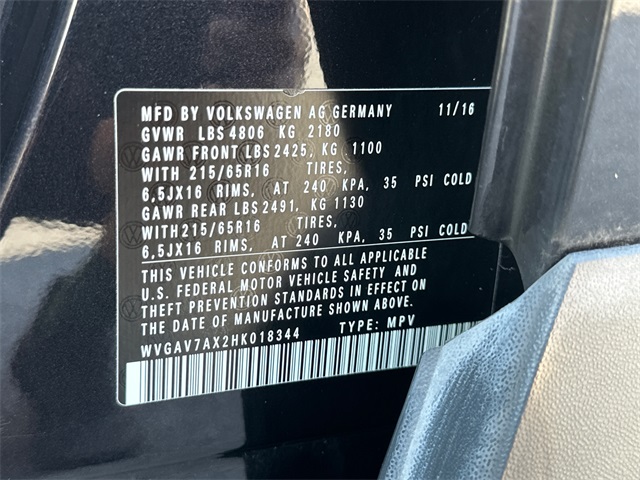 MFD BY VOLKSWAGEN AG GERMANY 11/16
GVWR LBS 4806 KG 2180
GAWR FRONT LBS 2425, KG 1100
WITH 215/65R16 TIRES,
6,5JX16 RIMS, AT 240 KPA, 35 PSI COLD
GAWR REAR LBS 2491, KG 1130
WITH 215/65R16 TIRES,
6,5JX16 RIMS, AT 240 KPA, 35 PSI COLD
THIS VEHICLE CONFORMS TO ALL APPLICABLE
U.S. FEDERAL MOTOR VEHICLE SAFETY AND
THEFT PREVENTION STANDARDS IN EFFECT ON
THE DATE OF MANUFACTURE SHOWN ABOVE.
WVGAV7AX2HK018344 TYPE: MPV